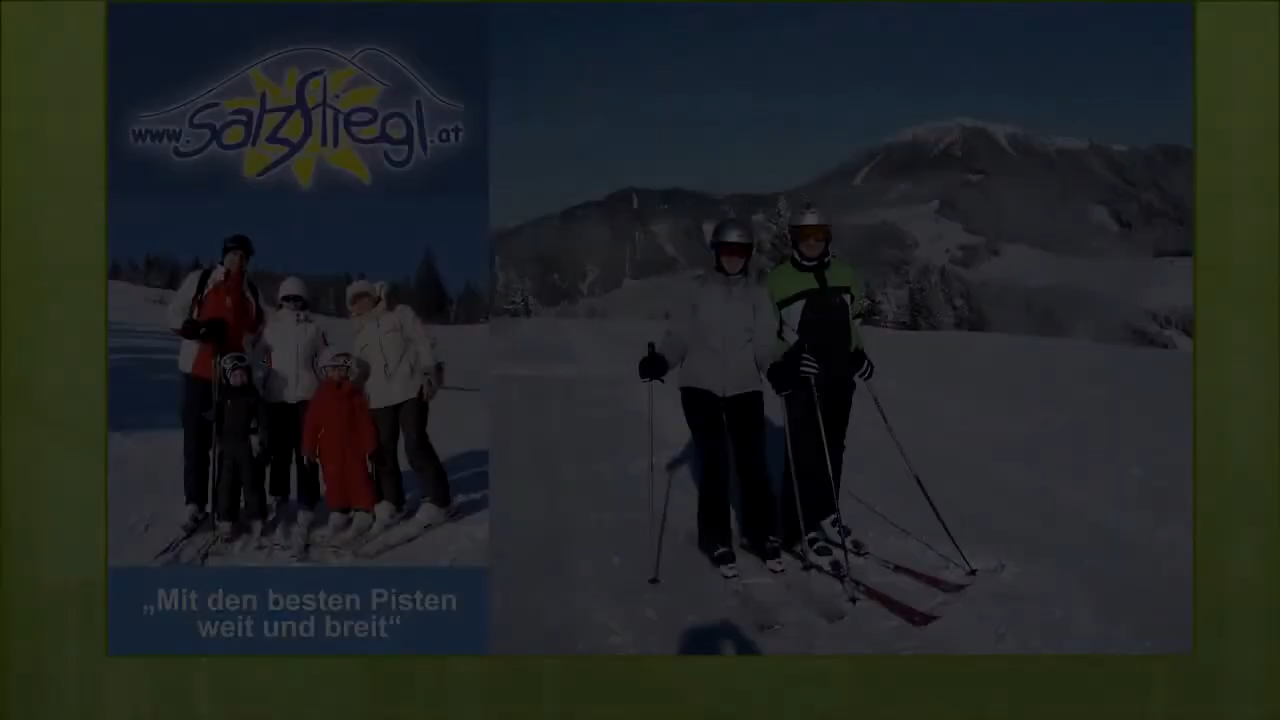 www.salzstiegl.at
„Mit den besten Pisten
weit und breit“